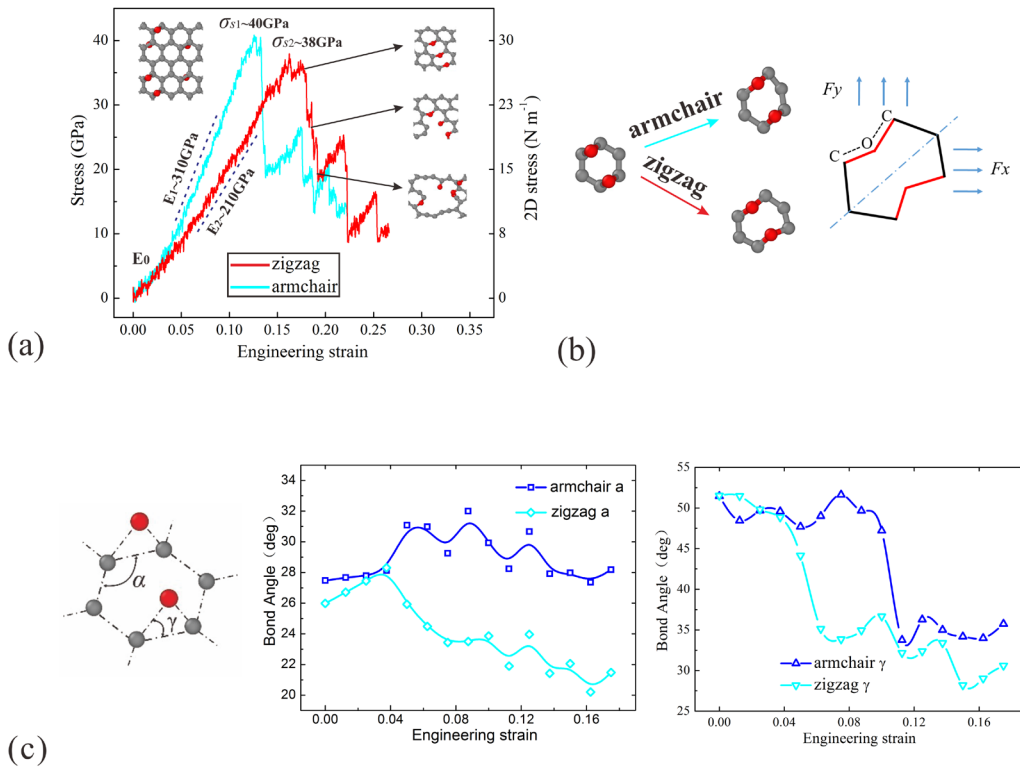 (a)
σs1~40GPa
σs2~38GPa
E1~310GPa
E2~210GPa
E0
zigzag
armchair
Stress (GPa)
40
30
20
10
0
2D stress (N m-1)
30
23
15
8
0
0.00 0.05 0.10 0.15 0.20 0.25 0.30 0.35
Engineering strain
(b)
armchair
zigzag
Fy
C
O
C
Fx
(c)
α
γ
armchair a
zigzag a
Bond Angle (deg)
34
32
30
28
26
24
22
20
0.00 0.04 0.08 0.12 0.16
Engineering strain
armchair γ
zigzag γ
Bond Angle (deg)
55
50
45
40
35
30
25
0.00 0.04 0.08 0.12 0.16
Engineering strain